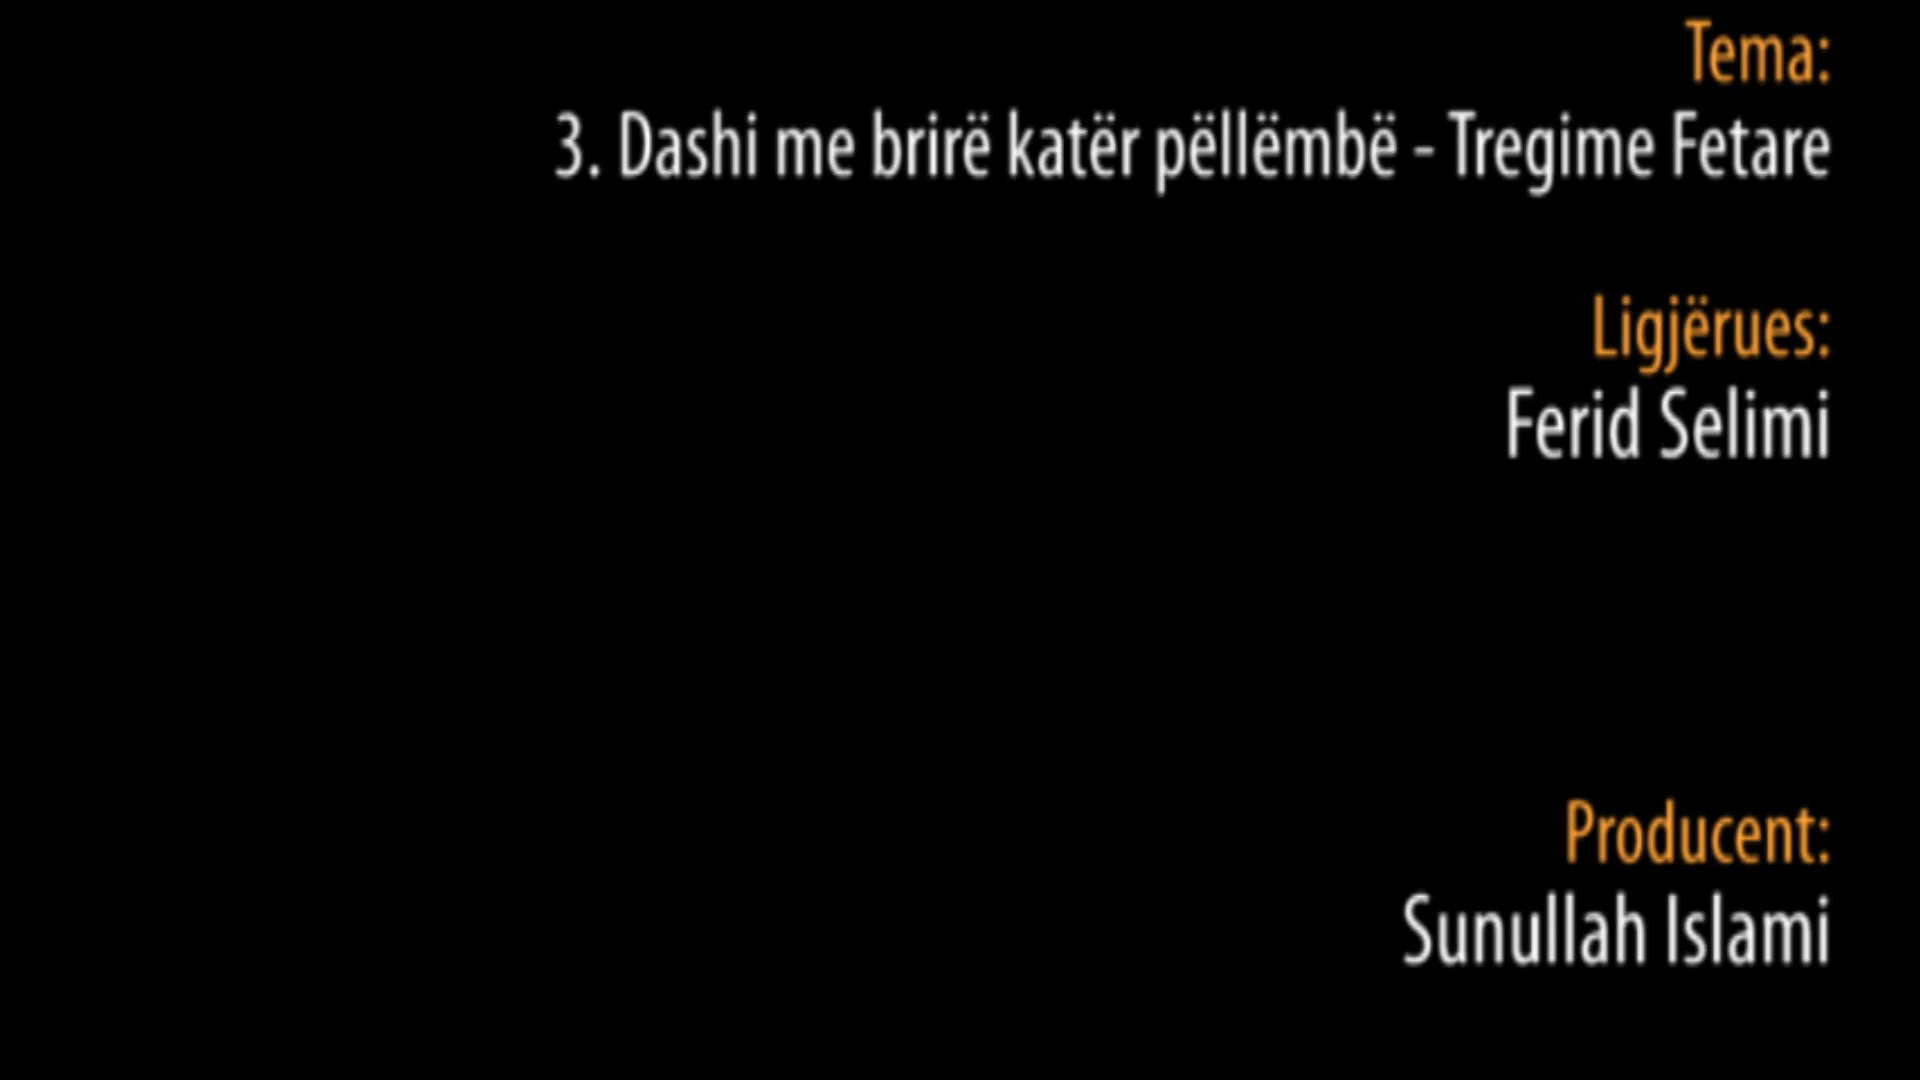 Tema:
3. Dashi me brirë katër pëllëmbë - Tregime Fetare
Ligjërues:
Ferid Selimi
Producent:
Sunullah Islami